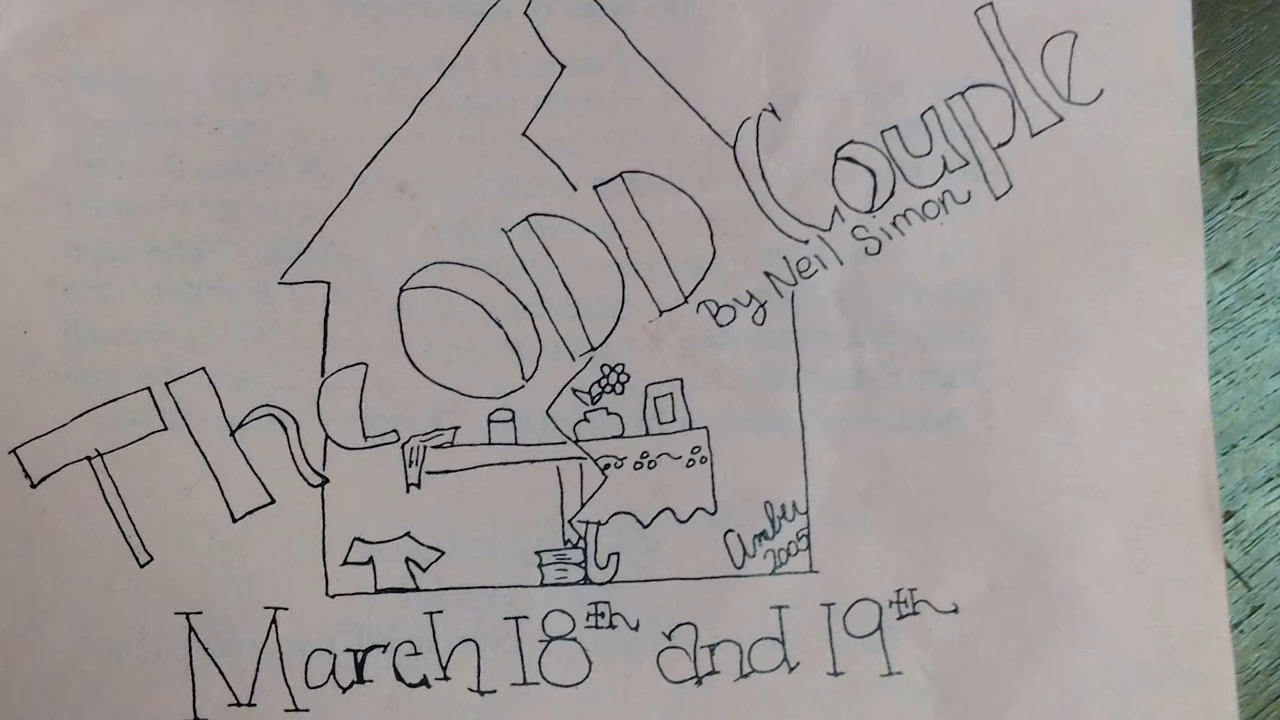 The ODD Couple
By Neil Simon
Amber
2005
March 18th and 19th